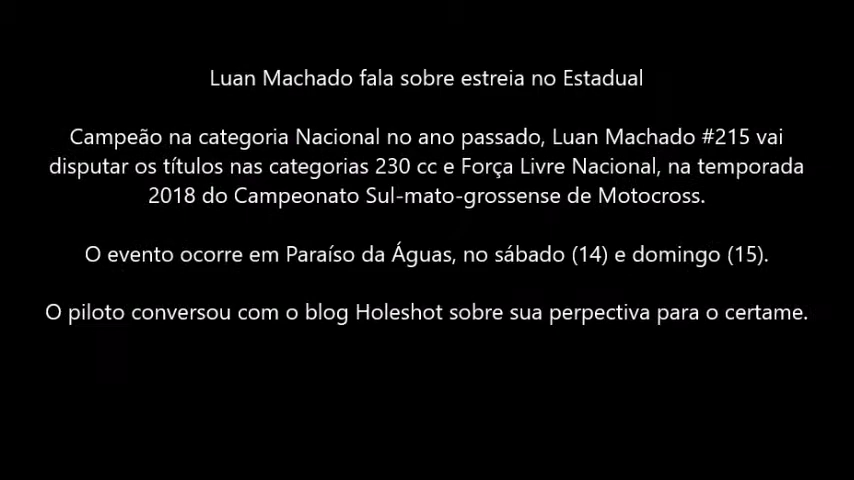 Luan Machado fala sobre estreia no Estadual
Campeão na categoria Nacional no ano passado, Luan Machado #215 vai
disputar os títulos nas categorias 230 cc e Força Livre Nacional, na temporada
2018 do Campeonato Sul-mato-grossense de Motocross.
O evento ocorre em Paraíso da Águas, no sábado (14) e domingo (15).
O piloto conversou com o blog Holeshot sobre sua perpectiva para o certame.